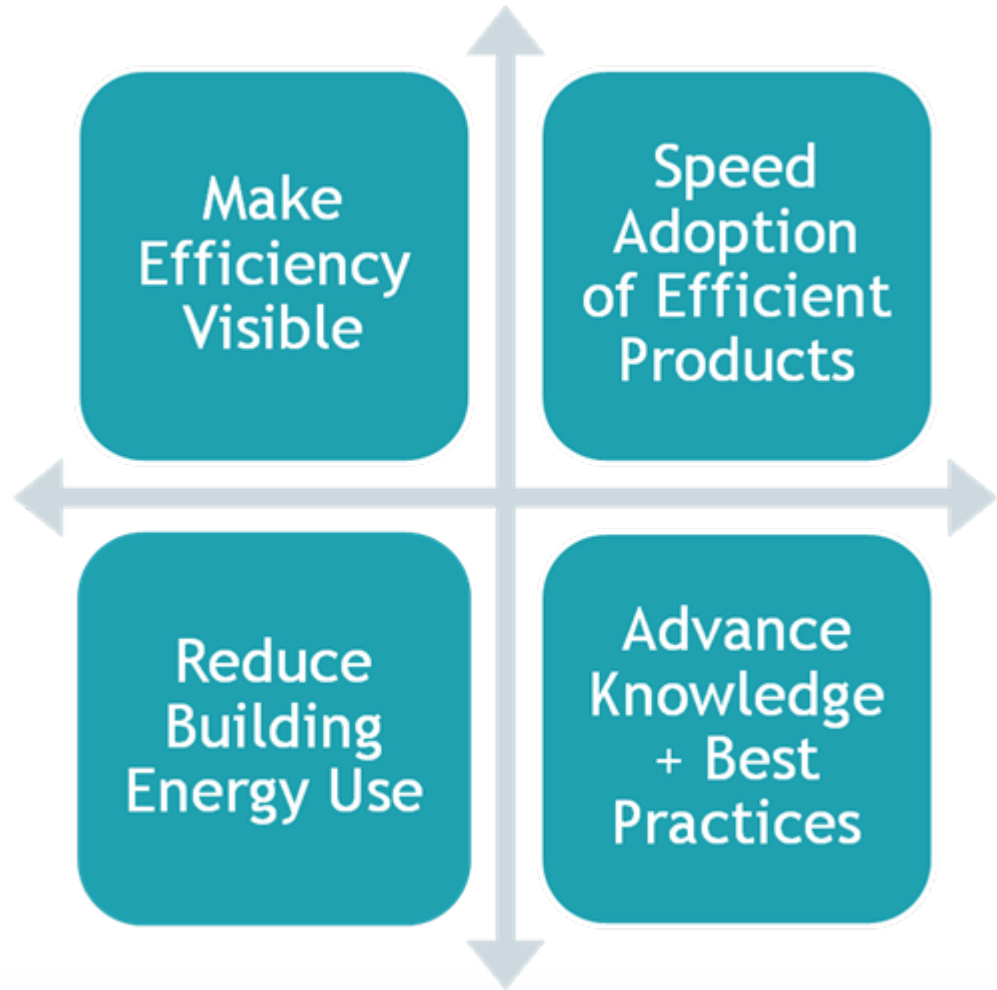 Make
Efficiency
Visible
Speed
Adoption
of Efficient
Products
Reduce
Building
Energy Use
Advance
Knowledge
+ Best
Practices